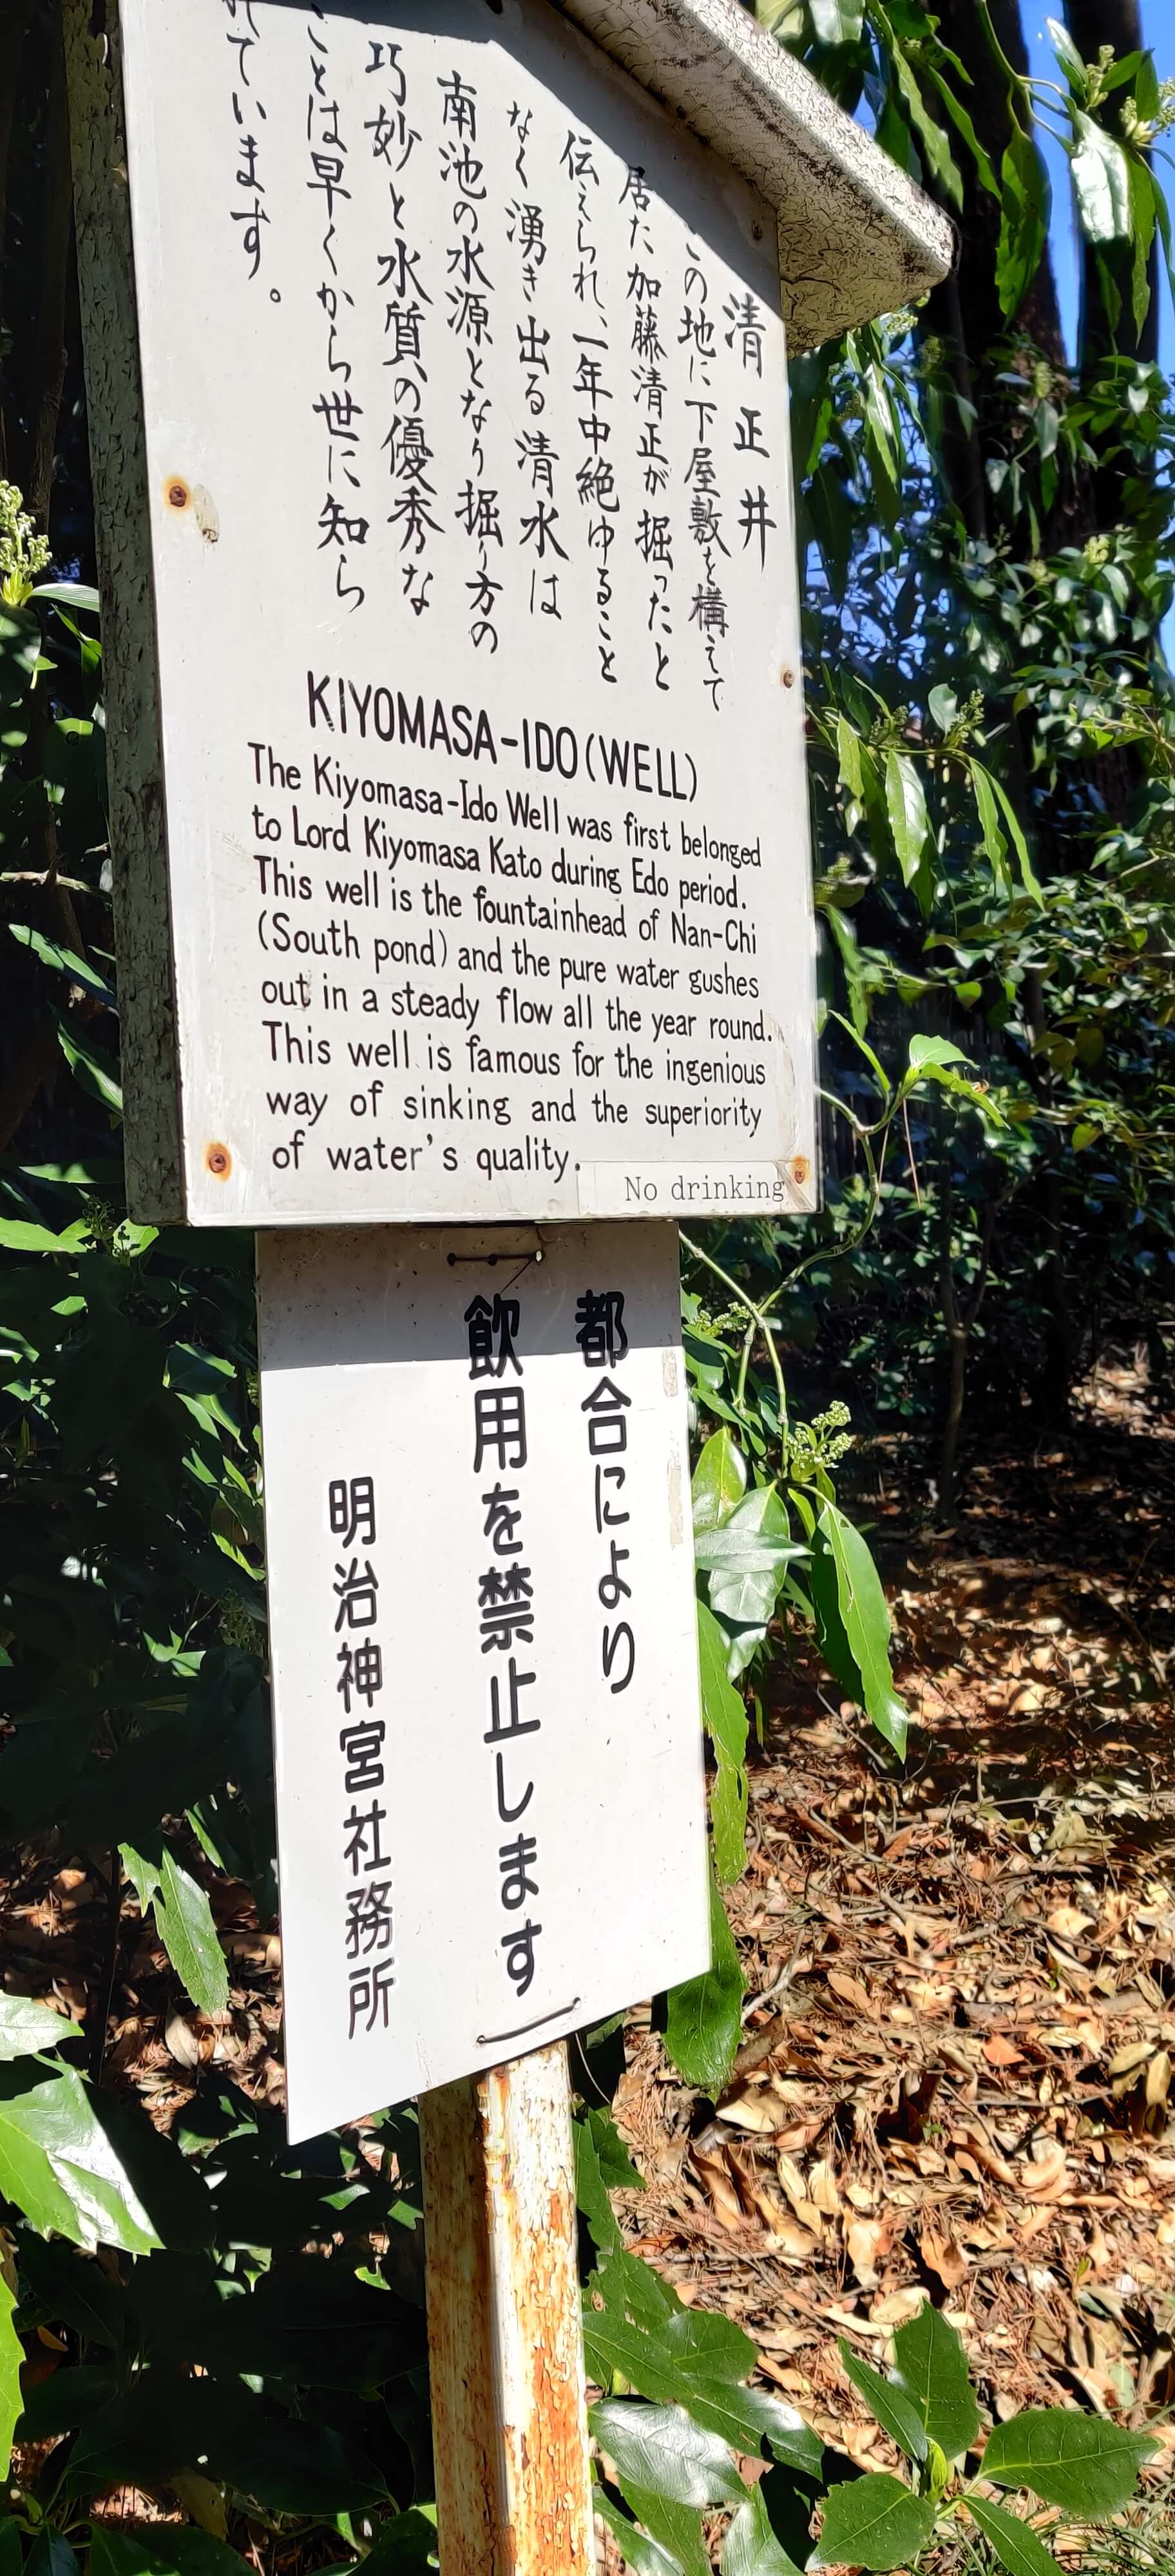 清正井
この地に下屋敷を構えて
居た加藤清正が掘ったと
伝えられ、一年中絶ゆること
なく湧き出る清水は
南池の水源となり掘り方の
巧妙と水質の優秀な
ことは早くから世に知ら
れています。
KIYOMASA-IDO(WELL)
The Kiyomasa-Ido Well was first belonged
to Lord Kiyomasa Kato during Edo period.
This well is the fountainhead of Nan-Chi
(South pond) and the pure water gushes
out in a steady flow all the year round.
This well is famous for the ingenious
way of sinking and the superiority
of water's quality.
No drinking
都合により
飲用を禁止します
明治神宮社務所